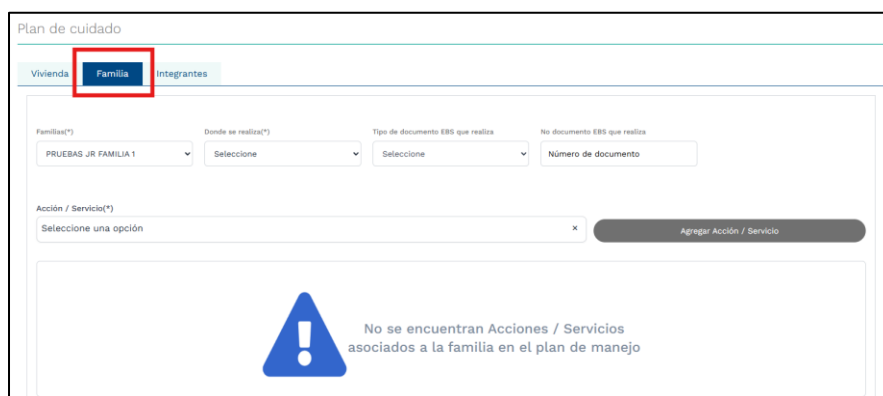 Plan de cuidado
Vivienda Familia Integrantes
Familias(*) Donde se realiza(*) Tipo de documento EBS que realiza No documento EBS que realiza
PRUEBAS JR FAMILIA 1 Seleccione Seleccione Número de documento
Acción / Servicio(*)
Seleccione una opción × Agregar Acción / Servicio
No se encuentran Acciones / Servicios
asociados a la familia en el plan de manejo